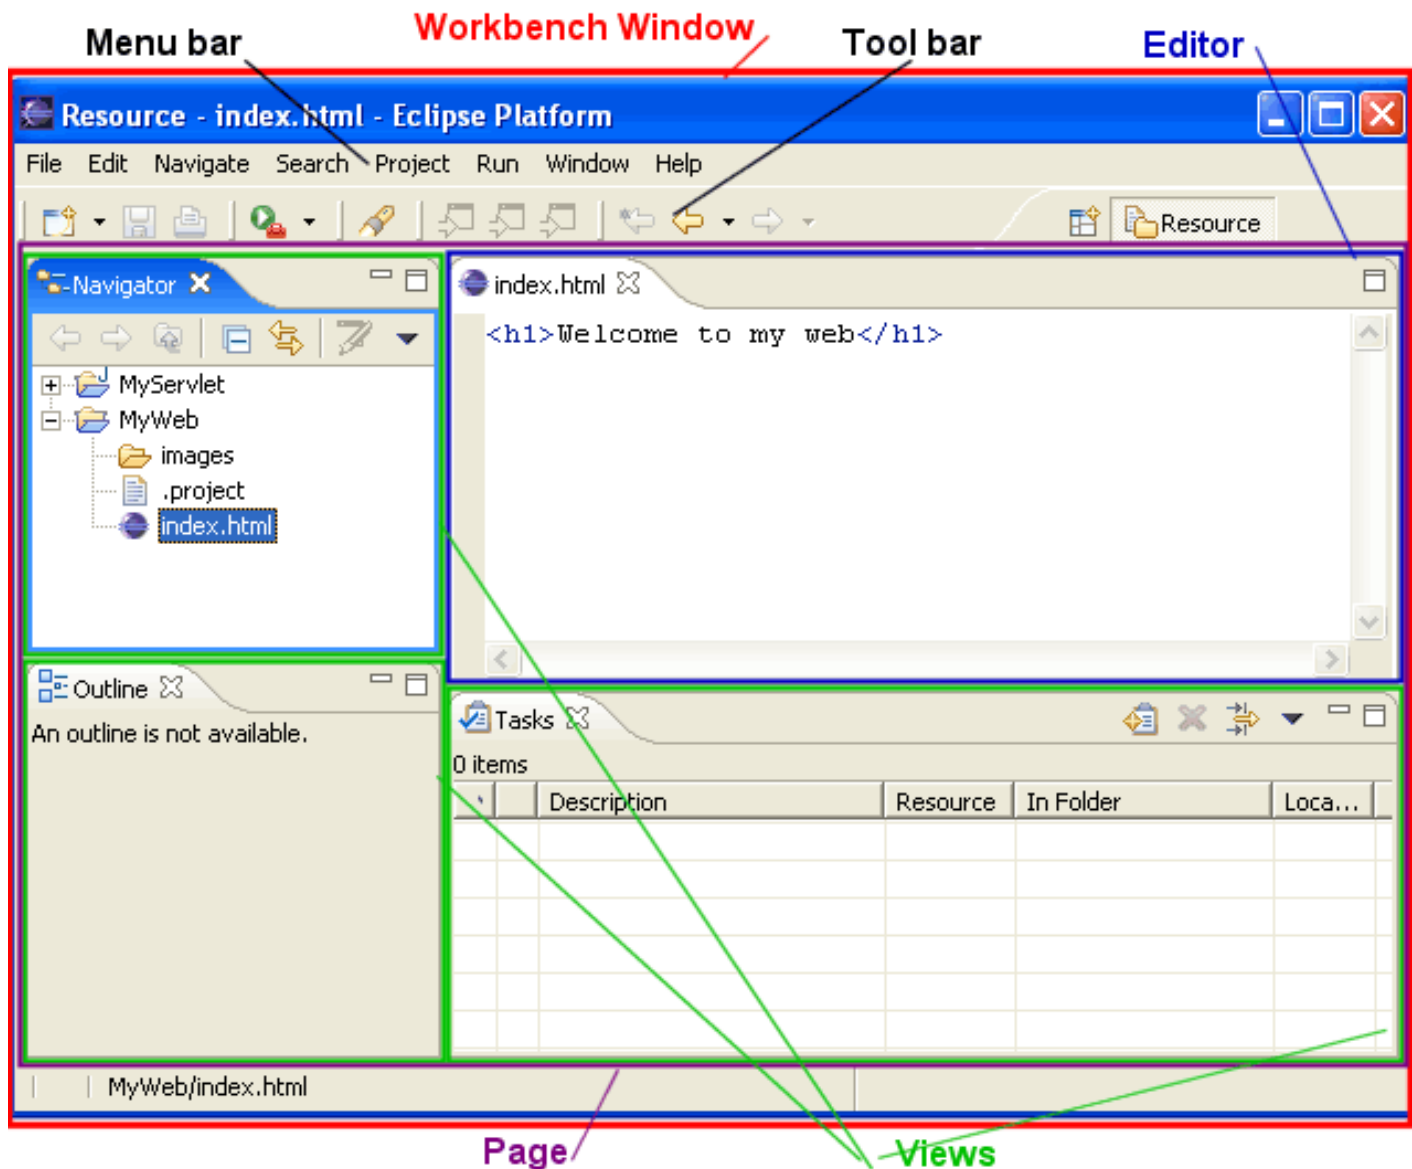 Menu bar
Workbench Window
Tool bar
Editor
Resource - index.html - Eclipse Platform
File Edit Navigate Search Project Run Window Help
Resource
Navigator
index.html
<h1>Welcome to my web</h1>
MyServlet
MyWeb
images
.project
index.html
Outline
An outline is not available.
Tasks
0 items
Description Resource In Folder Loca...
MyWeb/index.html
Page
Views